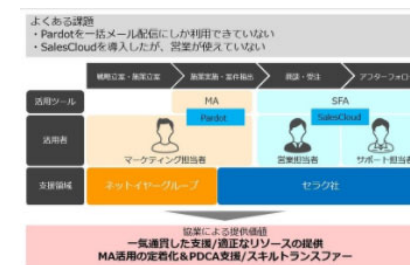 よくある課題
・Pardotを一括メール配信にしか利用できていない
・SalesCloudを導入したが、営業が使えていない
戦略立案・施策立案
施策実施・案件抽出
商談・受注
アフターフォロ
活用ツール
MA
SFA
Pardot
SalesCloud
活用者
マーケティング担当者
営業担当者
サポート担当者
支援領域
ネットイヤーグループ
セラク社
協業による提供価値
一気通貫した支援/適正なリソースの提供
MA活用の定着化&PDCA支援/スキルトランスファー